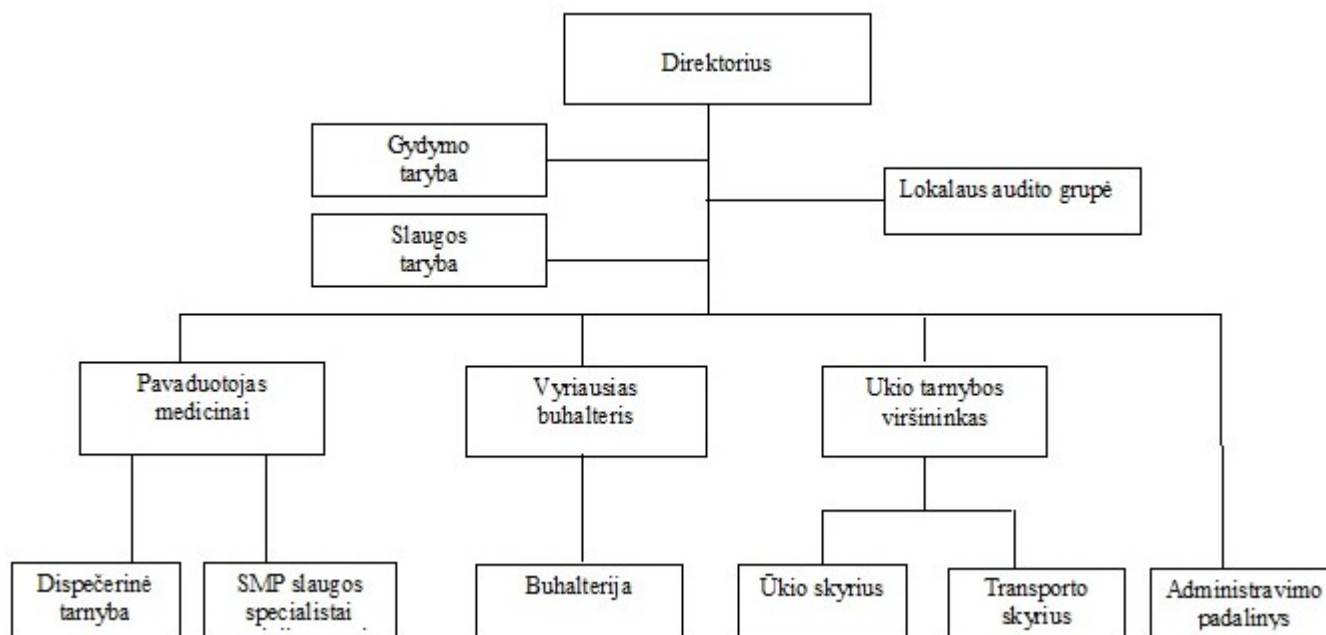 Direktorius
Gydymo
taryba
Lokalaus audito grupė
Slaugos
taryba
Pavaduotojas
medicinai
Vyriausias
buhalteris
Ukio tarnybos
viršininkas
Dispečerinė
tarnyba
SMP slaugos
specialistai
Buhalterija
Ūkio skyrius
Transporto
skyrius
Administravimo
padalinys